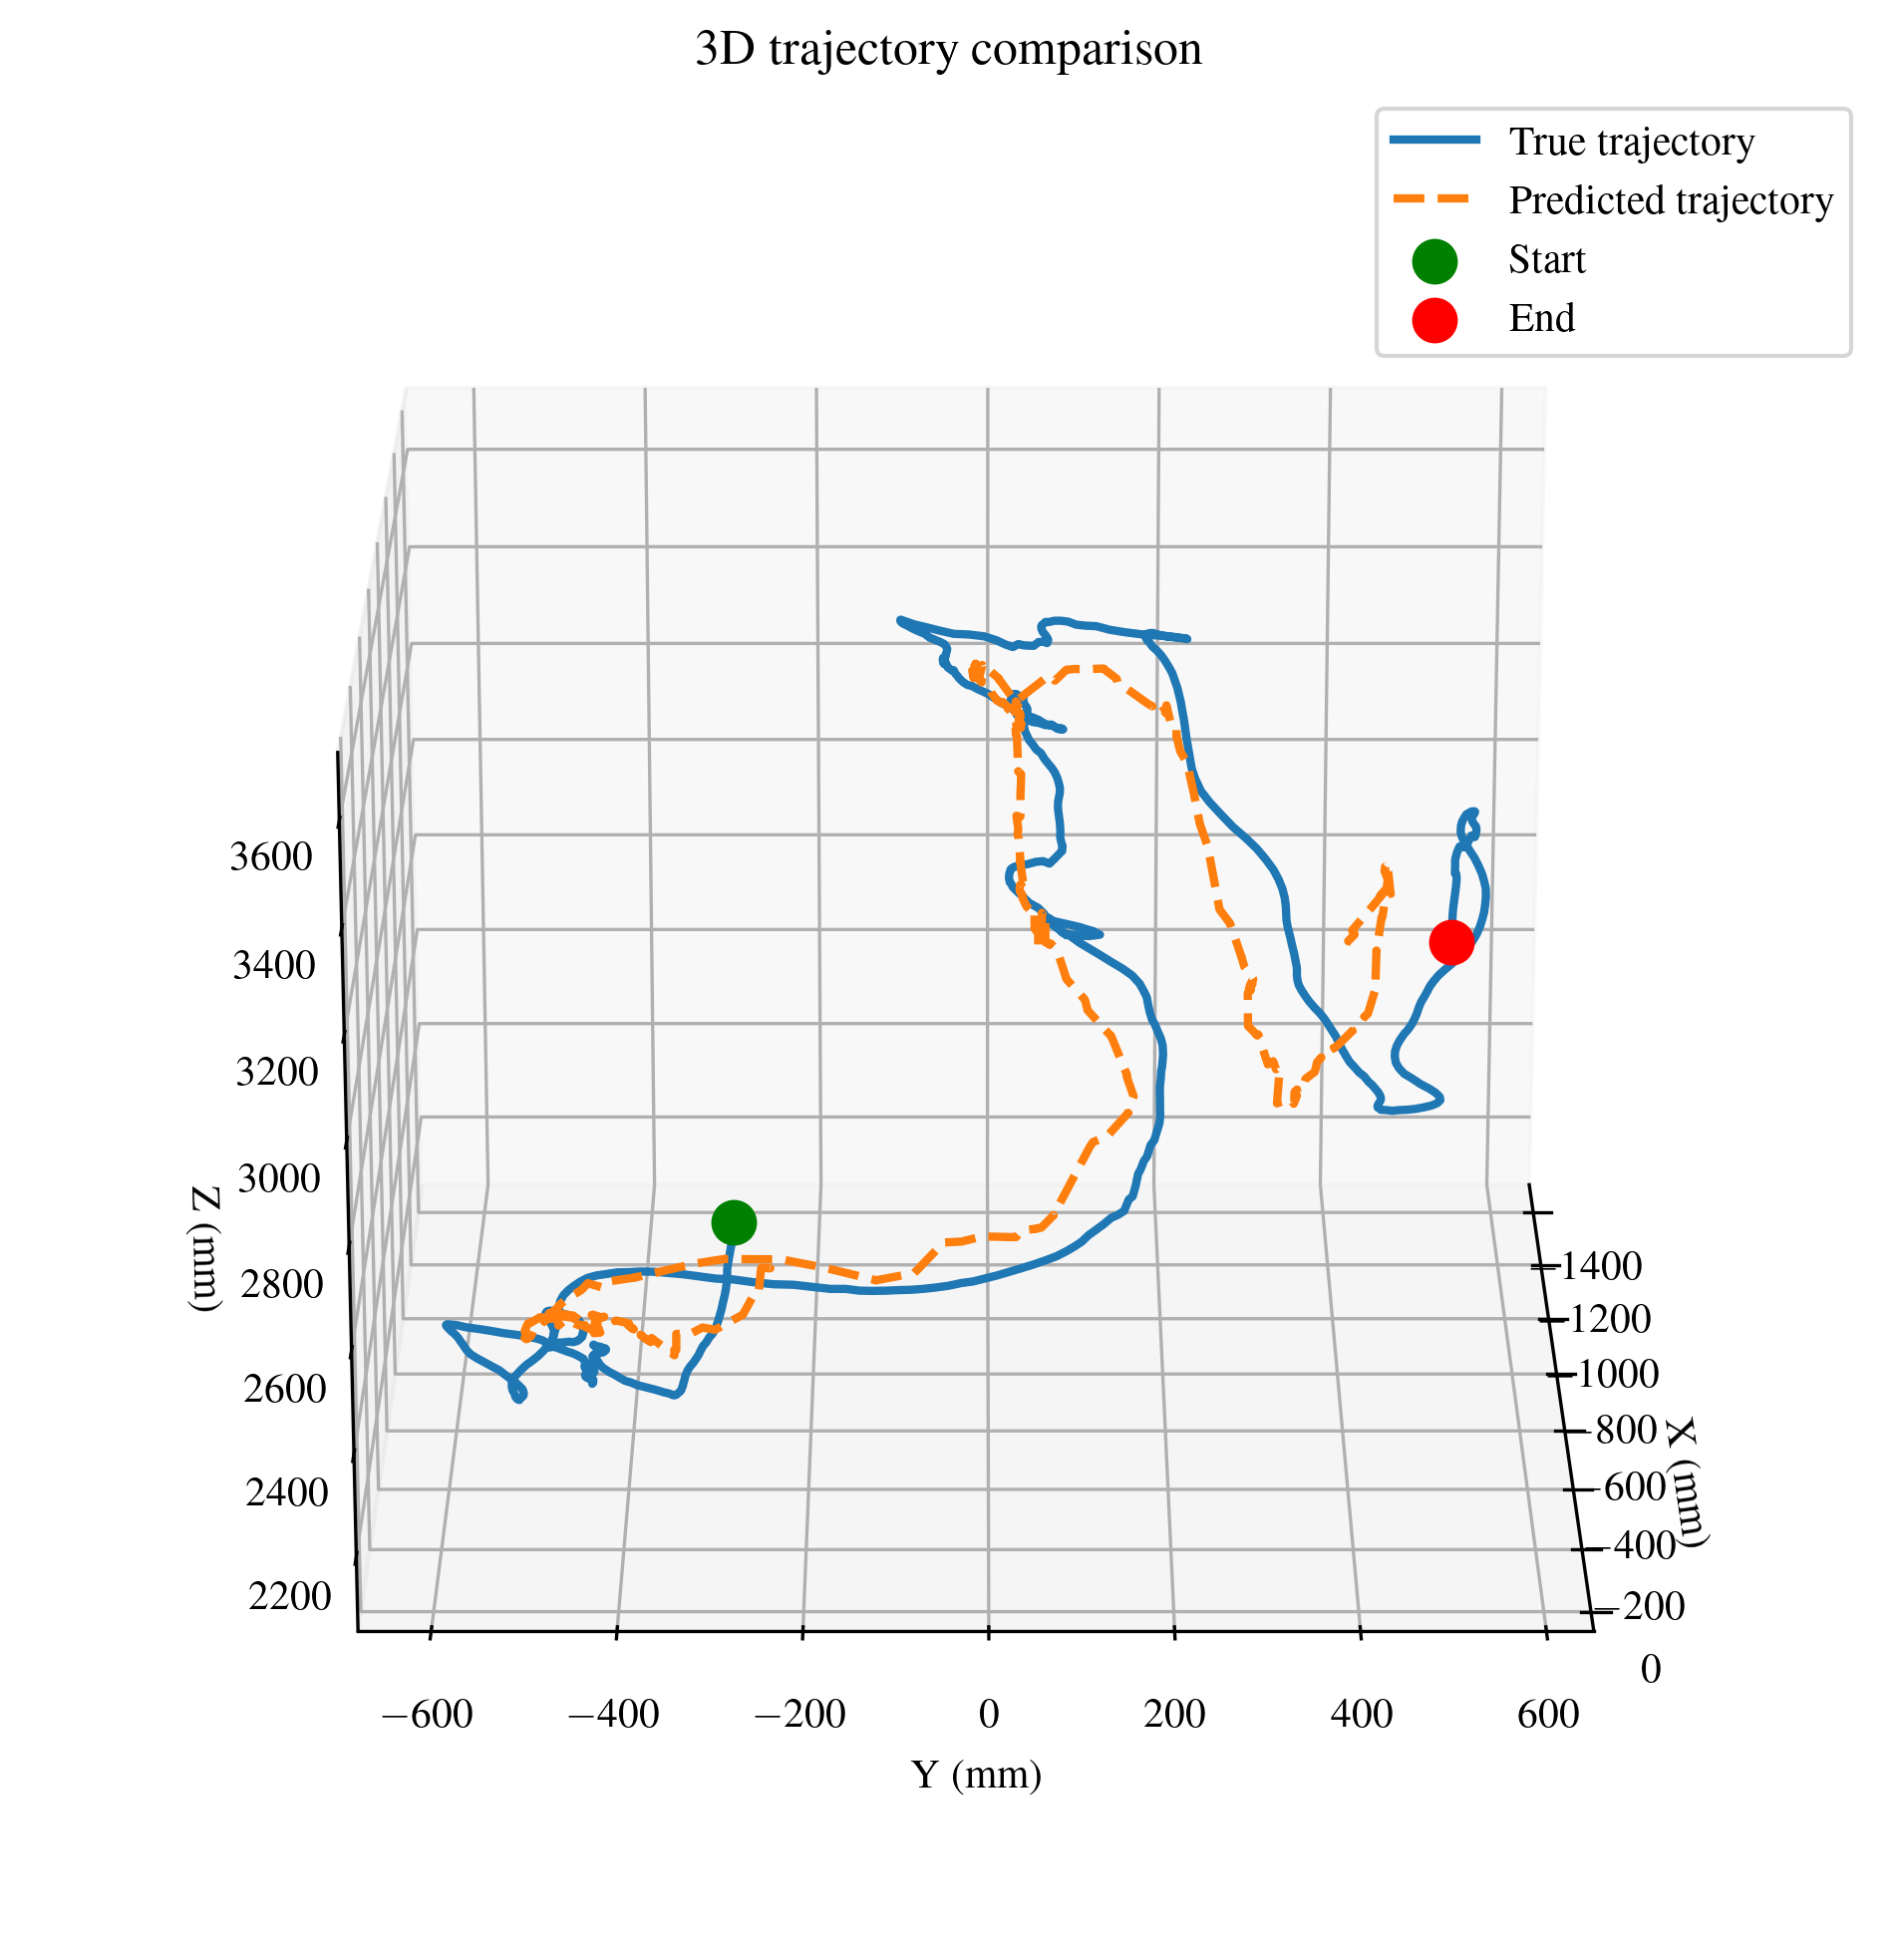 3D trajectory comparison
True trajectory
Predicted trajectory
Start
End
3600
3400
3200
3000
2800
2600
2400
2200
Z (mm)
1400
1200
1000
800
600
400
200
0
X (mm)
−600 −400 −200 0 200 400 600
Y (mm)